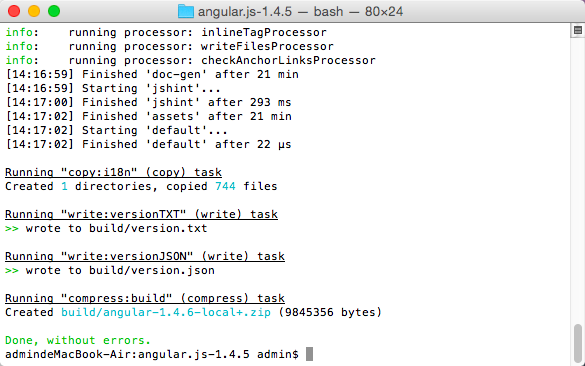 angular.js-1.4.5 — bash — 80×24
info:    running processor: inlineTagProcessor
info:    running processor: writeFilesProcessor
info:    running processor: checkAnchorLinksProcessor
[14:16:59] Finished 'doc-gen' after 21 min
[14:16:59] Starting 'jshint'...
[14:17:00] Finished 'jshint' after 293 ms
[14:17:02] Finished 'assets' after 21 min
[14:17:02] Starting 'default'...
[14:17:02] Finished 'default' after 22 μs
Running "copy:i18n" (copy) task
Created 1 directories, copied 744 files
Running "write:versionTXT" (write) task
>> wrote to build/version.txt
Running "write:versionJSON" (write) task
>> wrote to build/version.json
Running "compress:build" (compress) task
Created build/angular-1.4.6-local+.zip (9845356 bytes)
Done, without errors.
admindeMacBook-Air:angular.js-1.4.5 admin$